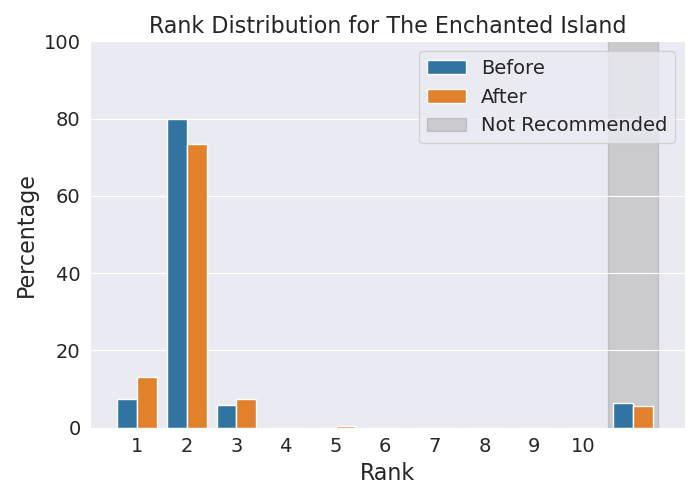 Rank Distribution for The Enchanted Island
100
80
60
40
20
0
Percentage
Before
After
Not Recommended
1 2 3 4 5 6 7 8 9 10
Rank